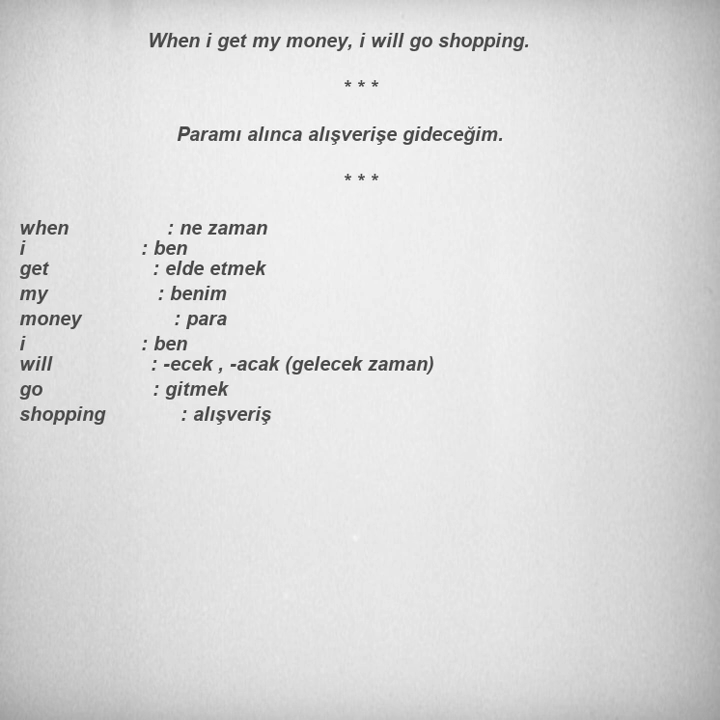 When i get my money, i will go shopping.
* * *
Paramı alınca alışverişe gideceğim.
* * *
when : ne zaman
i : ben
get : elde etmek
my : benim
money : para
i : ben
will : -ecek , -acak (gelecek zaman)
go : gitmek
shopping : alışveriş